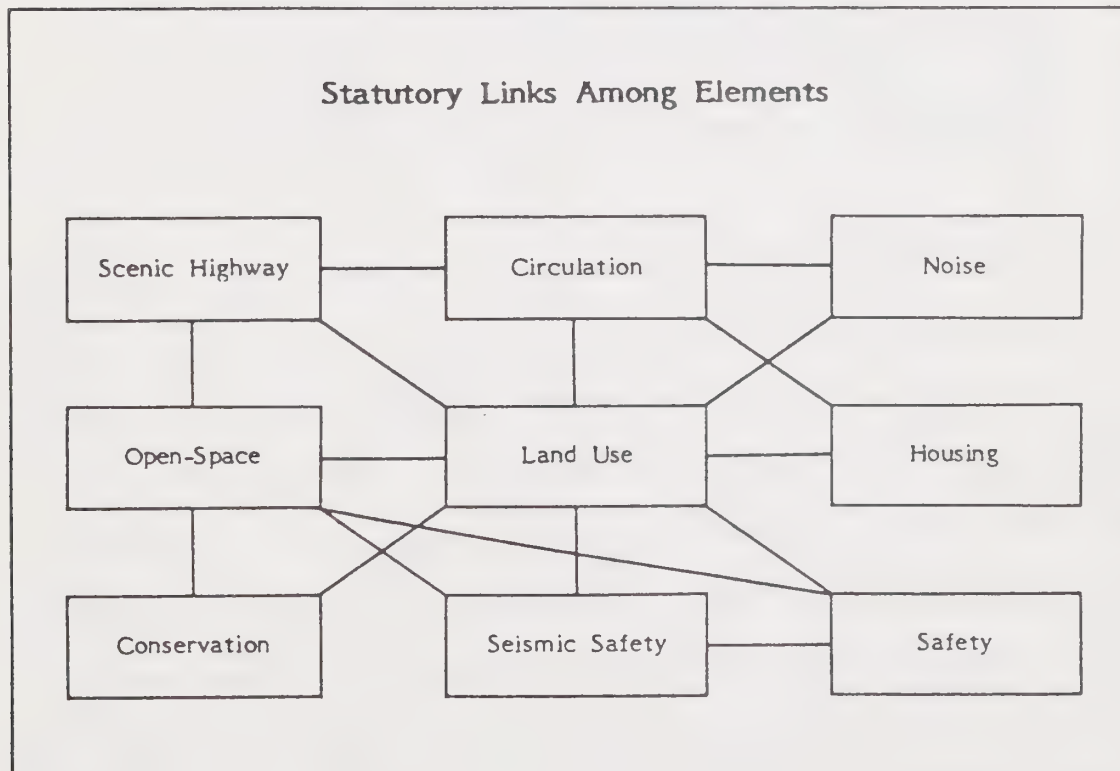 Statutory Links Among Elements
Scenic Highway
Circulation
Noise
Open-Space
Land Use
Housing
Conservation
Seismic Safety
Safety